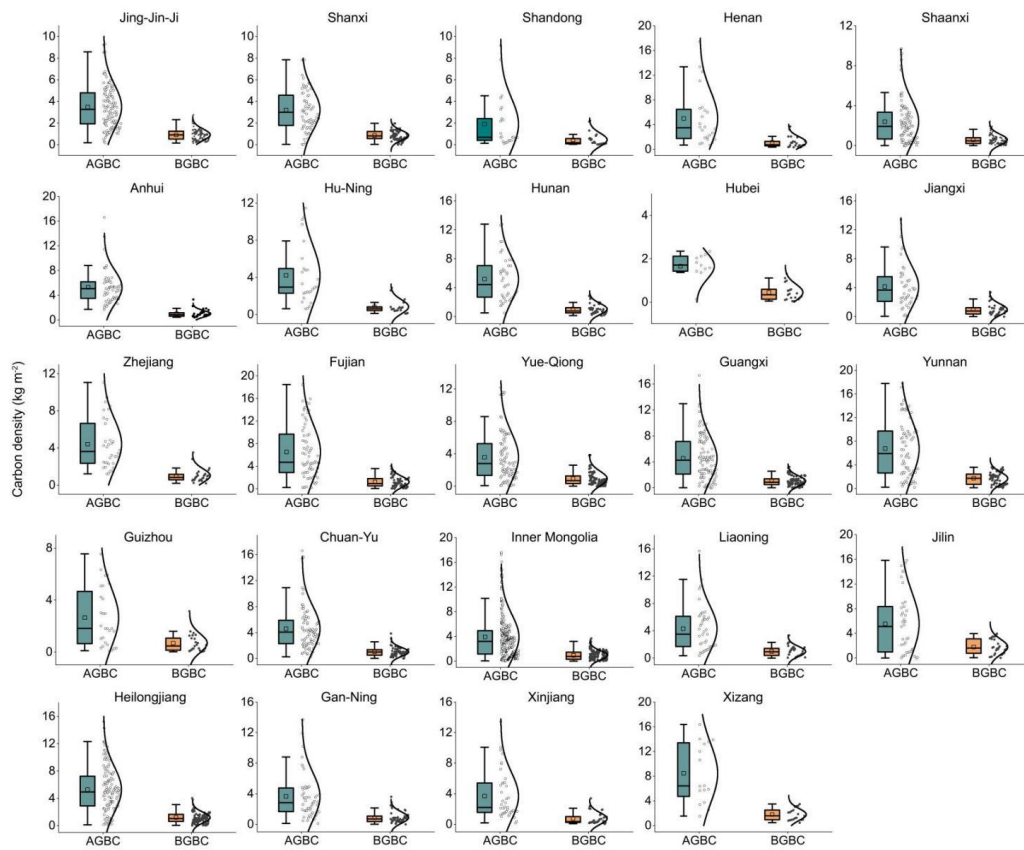 Jing-Jin-Ji
10
8
6
4
2
0
AGBC BGBC
Shanxi
10
8
6
4
2
0
AGBC BGBC
Shandong
10
8
6
4
2
0
AGBC BGBC
Henan
20
16
12
8
4
0
AGBC BGBC
Shaanxi
12
8
4
0
AGBC BGBC
Anhui
20
16
12
8
4
0
AGBC BGBC
Hu-Ning
12
8
4
0
AGBC BGBC
Hunan
16
12
8
4
0
AGBC BGBC
Hubei
4
2
0
AGBC BGBC
Jiangxi
16
12
8
4
0
AGBC BGBC
Carbon density (kg m⁻²)
Zhejiang
12
8
4
0
AGBC BGBC
Fujian
20
16
12
8
4
0
AGBC BGBC
Yue-Qiong
12
8
4
0
AGBC BGBC
Guangxi
16
12
8
4
0
AGBC BGBC
Yunnan
20
16
12
8
4
0
AGBC BGBC
Guizhou
8
4
0
AGBC BGBC
Chuan-Yu
16
12
8
4
0
AGBC BGBC
Inner Mongolia
20
16
12
8
4
0
AGBC BGBC
Liaoning
16
12
8
4
0
AGBC BGBC
Jilin
20
16
12
8
4
0
AGBC BGBC
Heilongjiang
16
12
8
4
0
AGBC BGBC
Gan-Ning
16
12
8
4
0
AGBC BGBC
Xinjiang
16
12
8
4
0
AGBC BGBC
Xizang
20
16
12
8
4
0
AGBC BGBC